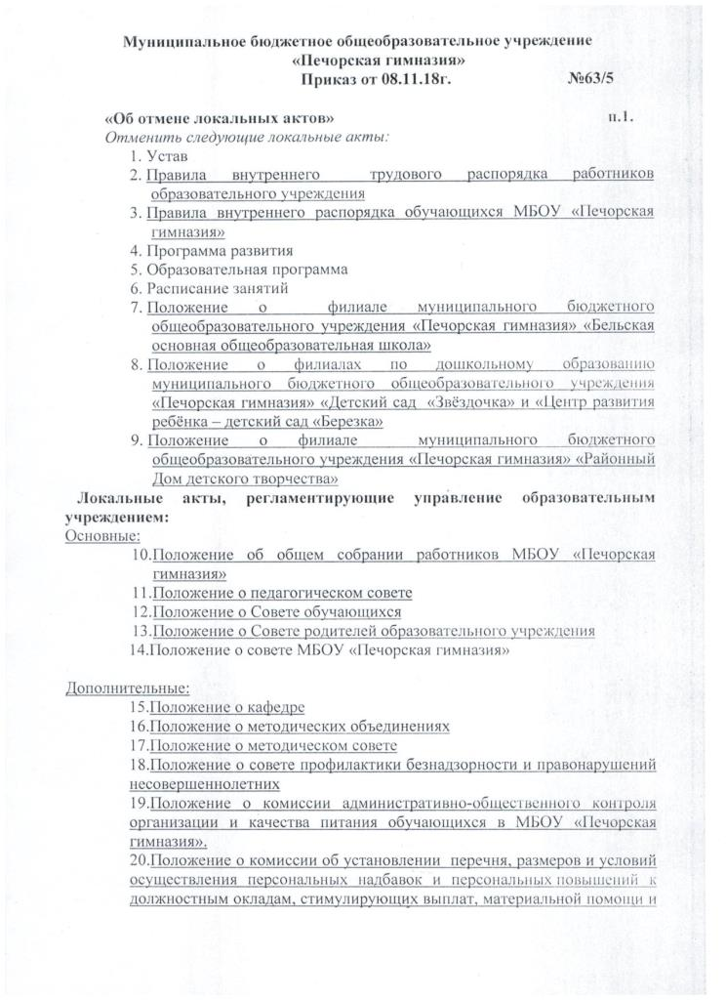 Муниципальное бюджетное общеобразовательное учреждение
«Печорская гимназия»
Приказ от 08.11.18г. №63/5
«Об отмене локальных актов» п.1.
Отменить следующие локальные акты:
1. Устав
2. Правила внутреннего трудового распорядка работников
образовательного учреждения
3. Правила внутреннего распорядка обучающихся МБОУ «Печорская
гимназия»
4. Программа развития
5. Образовательная программа
6. Расписание занятий
7. Положение о филиале муниципального бюджетного
общеобразовательного учреждения «Печорская гимназия» «Бельская
основная общеобразовательная школа»
8. Положение о филиалах по дошкольному образованию
муниципального бюджетного общеобразовательного учреждения
«Печорская гимназия» «Детский сад «Звёздочка» и «Центр развития
ребёнка – детский сад «Березка»
9. Положение о филиале муниципального бюджетного
общеобразовательного учреждения «Печорская гимназия» «Районный
Дом детского творчества»
Локальные акты, регламентирующие управление образовательным
учреждением:
Основные:
10.Положение об общем собрании работников МБОУ «Печорская
гимназия»
11.Положение о педагогическом совете
12.Положение о Совете обучающихся
13.Положение о Совете родителей образовательного учреждения
14.Положение о совете МБОУ «Печорская гимназия»
Дополнительные:
15.Положение о кафедре
16.Положение о методических объединениях
17.Положение о методическом совете
18.Положение о совете профилактики безнадзорности и правонарушений
несовершеннолетних
19.Положение о комиссии административно-общественного контроля
организации и качества питания обучающихся в МБОУ «Печорская
гимназия».
20.Положение о комиссии об установлении перечня, размеров и условий
осуществления персональных надбавок и персональных повышений к
должностным окладам, стимулирующих выплат, материальной помощи и